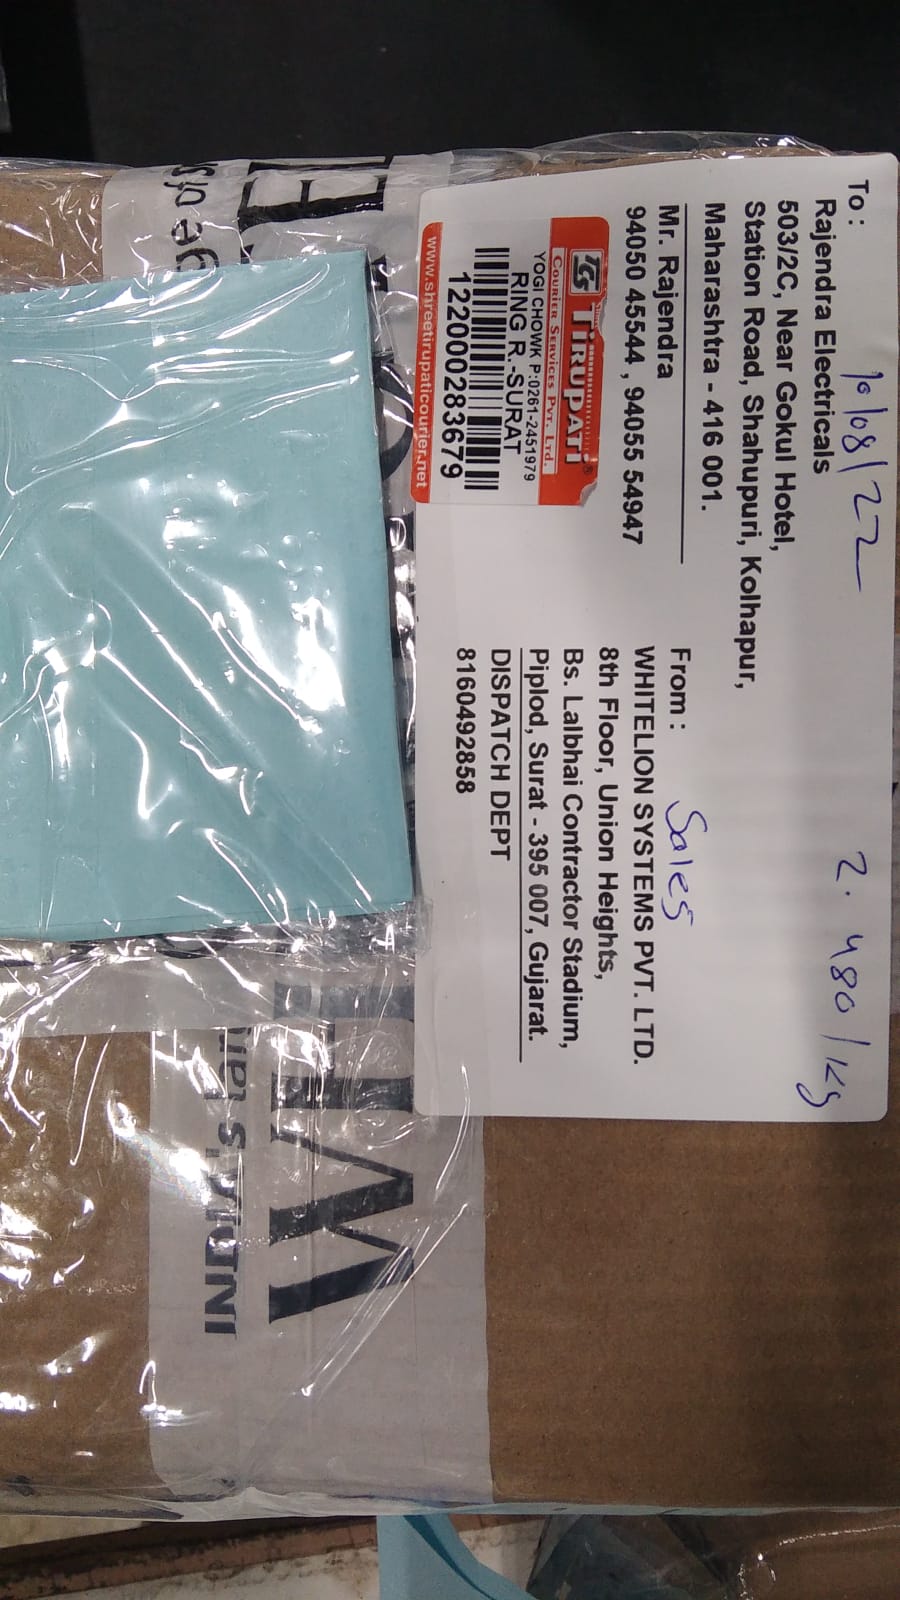 To :
10/08/22
2.480/kg
Rajendra Electricals
503/2C, Near Gokul Hotel,
Station Road, Shahupuri, Kolhapur,
Maharashtra - 416 001.
Mr. Rajendra
94050 45544 , 94055 54947
From :
Sales
WHITELION SYSTEMS PVT. LTD.
8th Floor, Union Heights,
Bs. Lalbhai Contractor Stadium,
Piplod, Surat - 395 007, Gujarat.
DISPATCH DEPT
8160492858
TCS
Shree
TIRUPATI®
COURIER SERVICES PVT. Ltd.
YOGI CHOWK P:0261-2451979
RING R.-SURAT
122000283679
www.shreetirupaticourier.net
INDIA'S